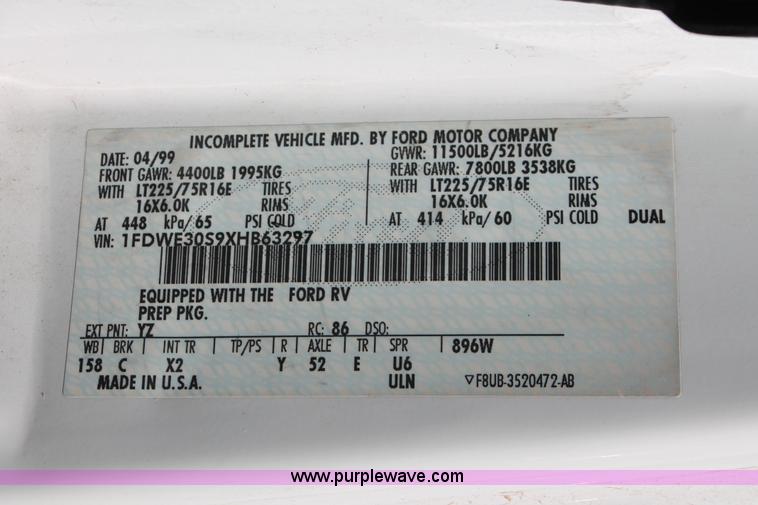 INCOMPLETE VEHICLE MFD. BY FORD MOTOR COMPANY
DATE: 04/99 GVWR: 11500LB/5216KG
FRONT GAWR: 4400LB 1995KG REAR GAWR: 7800LB 3538KG
WITH LT225/75R16E TIRES WITH LT225/75R16E TIRES
16X6.0K RIMS 16X6.0K RIMS
AT 448 kPa/65 PSI COLD AT 414 kPa/60 PSI COLD DUAL
VIN: 1FDWE30S9XHB63297
EQUIPPED WITH THE FORD RV
PREP PKG.
EXT PNT: YZ RC: 86 DSO:
WB BRK INT TR TP/PS R AXLE TR SPR 896W
158 C X2 Y 52 E U6
MADE IN U.S.A. ULN ▽F8UB-3520472-AB
www.purplewave.com